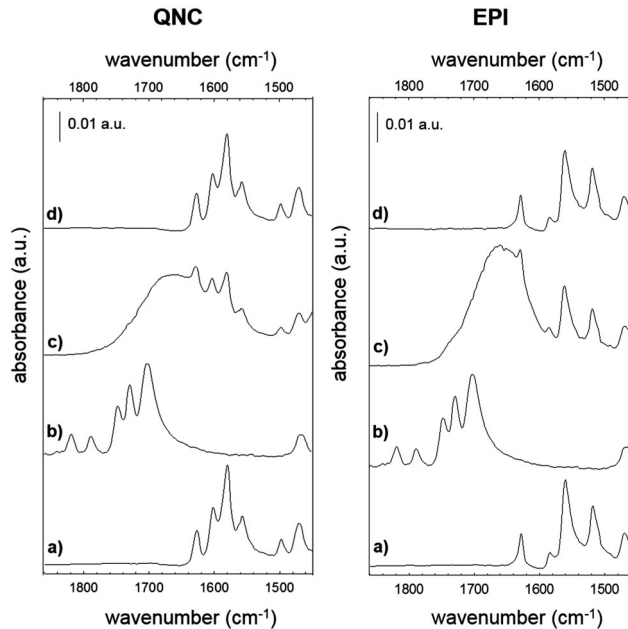 QNC EPI
wavenumber (cm⁻¹) wavenumber (cm⁻¹)
1800 1700 1600 1500 1800 1700 1600 1500
0.01 a.u. 0.01 a.u.
d) d)
absorbance (a.u.) absorbance (a.u.)
c) c)
b) b)
a) a)
1800 1700 1600 1500 1800 1700 1600 1500
wavenumber (cm⁻¹) wavenumber (cm⁻¹)